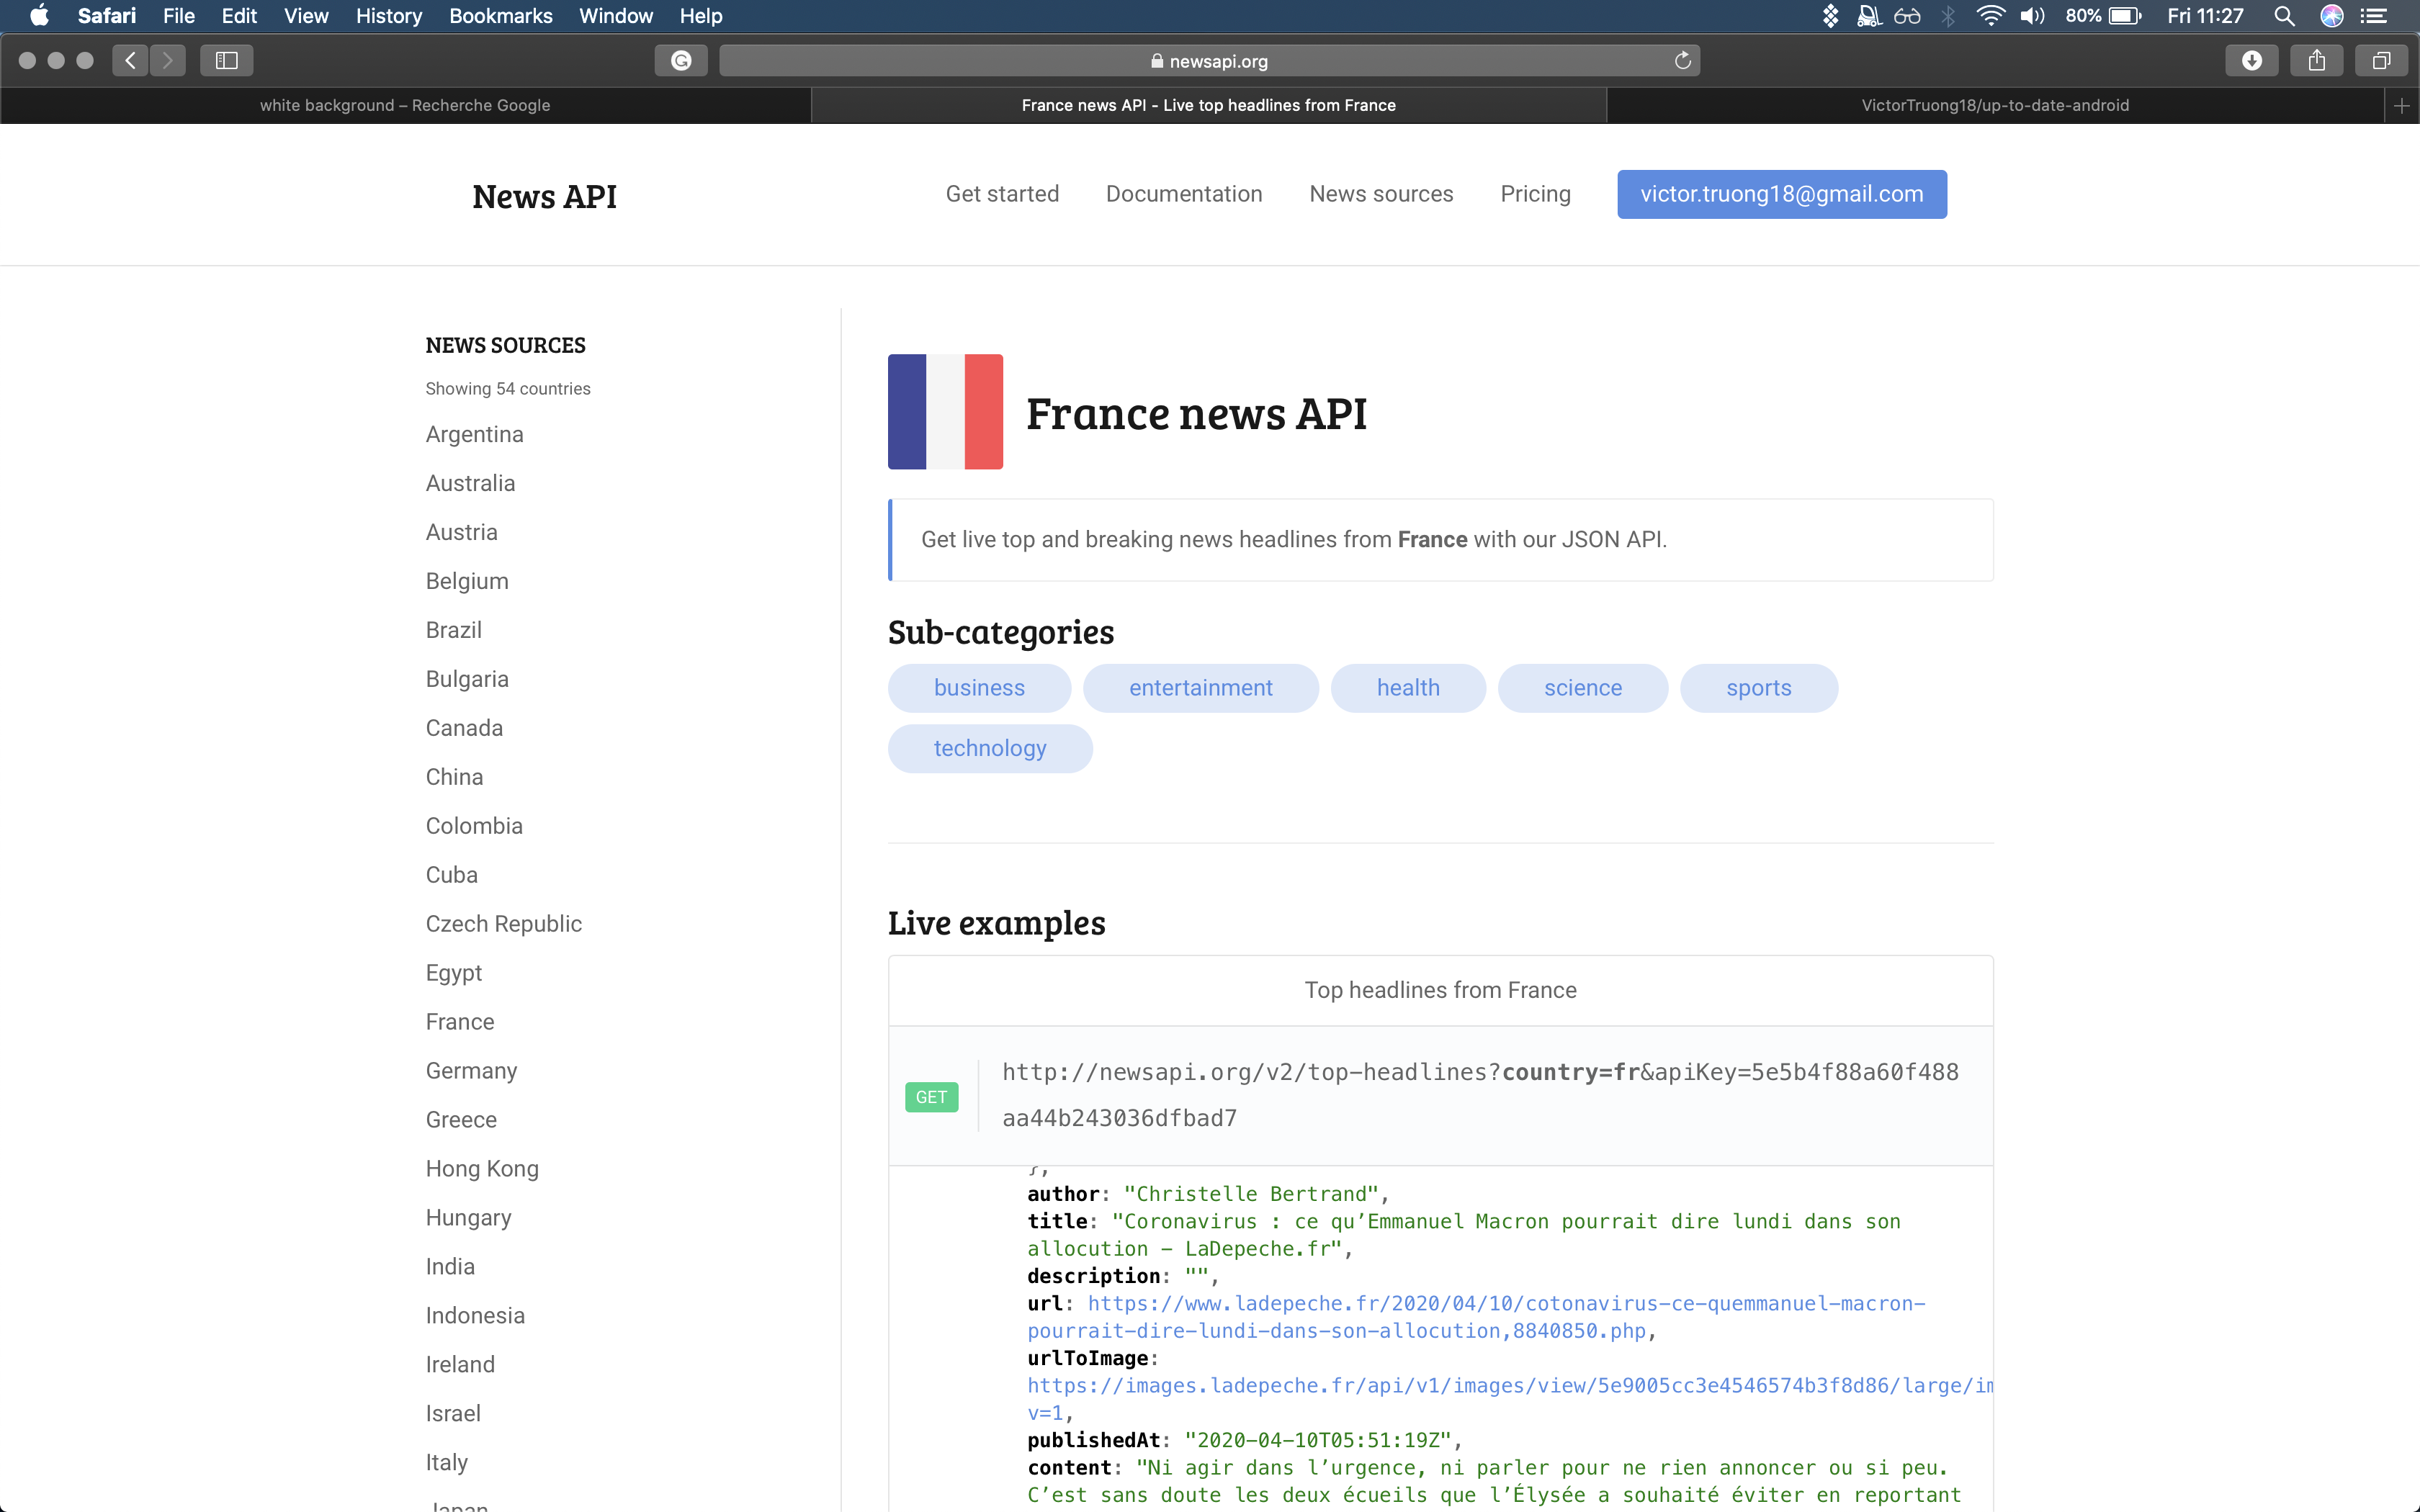 Safari File Edit View History Bookmarks Window Help 80% Fri 11:27
newsapi.org
white background – Recherche Google
France news API - Live top headlines from France
VictorTruong18/up-to-date-android
News API
Get started Documentation News sources Pricing victor.truong18@gmail.com
NEWS SOURCES
Showing 54 countries
Argentina
Australia
Austria
Belgium
Brazil
Bulgaria
Canada
China
Colombia
Cuba
Czech Republic
Egypt
France
Germany
Greece
Hong Kong
Hungary
India
Indonesia
Ireland
Israel
Italy
Japan
France news API
Get live top and breaking news headlines from France with our JSON API.
Sub-categories
business entertainment health science sports
technology
Live examples
Top headlines from France
GET
http://newsapi.org/v2/top-headlines?country=fr&apiKey=5e5b4f88a60f488
aa44b243036dfbad7
},
author: "Christelle Bertrand",
title: "Coronavirus : ce qu’Emmanuel Macron pourrait dire lundi dans son
allocution - LaDepeche.fr",
description: "",
url: https://www.ladepeche.fr/2020/04/10/cotonavirus-ce-quemmanuel-macron-
pourrait-dire-lundi-dans-son-allocution,8840850.php,
urlToImage:
https://images.ladepeche.fr/api/v1/images/view/5e9005cc3e4546574b3f8d86/large/im
v=1,
publishedAt: "2020-04-10T05:51:19Z",
content: "Ni agir dans l’urgence, ni parler pour ne rien annoncer ou si peu.
C’est sans doute les deux écueils que l’Élysée a souhaité éviter en reportant